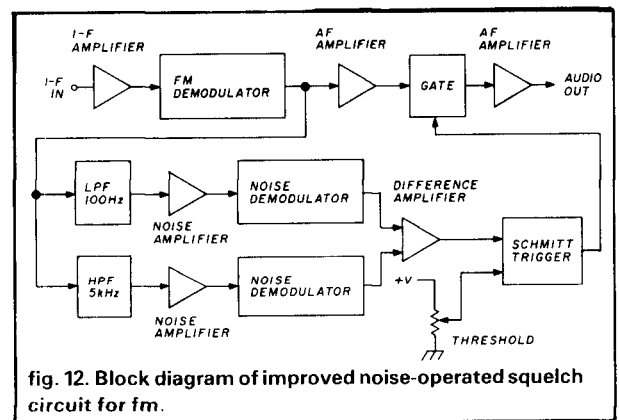 I-F
AMPLIFIER
I-F
IN
FM
DEMODULATOR
AF
AMPLIFIER
GATE
AF
AMPLIFIER
AUDIO
OUT
LPF
100Hz
NOISE
AMPLIFIER
NOISE
DEMODULATOR
DIFFERENCE
AMPLIFIER
HPF
5kHz
NOISE
AMPLIFIER
NOISE
DEMODULATOR
SCHMITT
TRIGGER
+V
THRESHOLD
fig. 12. Block diagram of improved noise-operated squelch
circuit for fm.